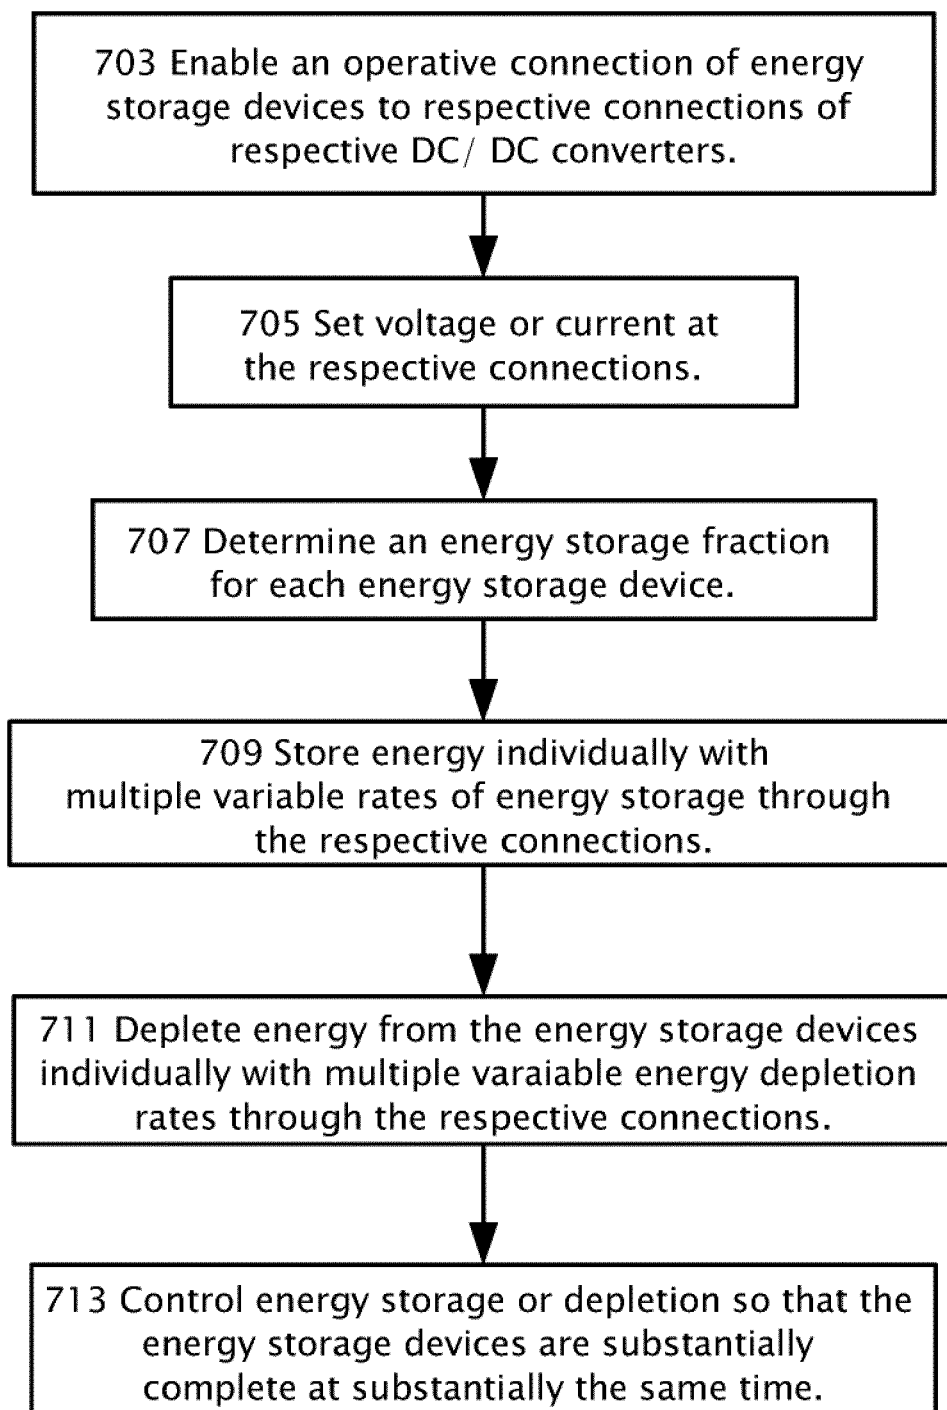 703 Enable an operative connection of energy
storage devices to respective connections of
respective DC/ DC converters.
705 Set voltage or current at
the respective connections.
707 Determine an energy storage fraction
for each energy storage device.
709 Store energy individually with
multiple variable rates of energy storage through
the respective connections.
711 Deplete energy from the energy storage devices
individually with multiple varaiable energy depletion
rates through the respective connections.
713 Control energy storage or depletion so that the
energy storage devices are substantially
complete at substantially the same time.